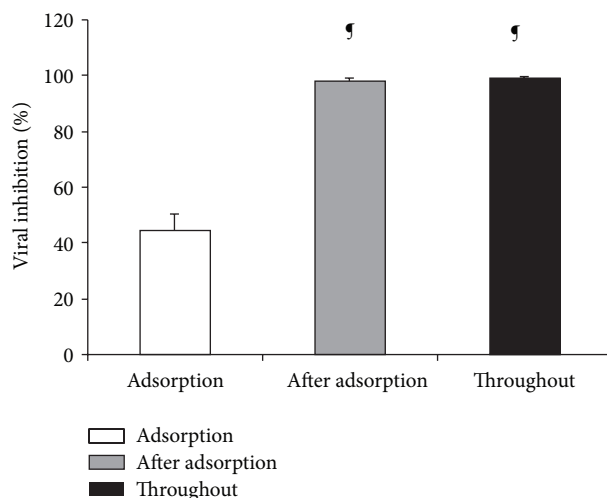 120
¶ ¶
100
80
60
40
20
0
Viral inhibition (%)
Adsorption After adsorption Throughout
Adsorption
After adsorption
Throughout